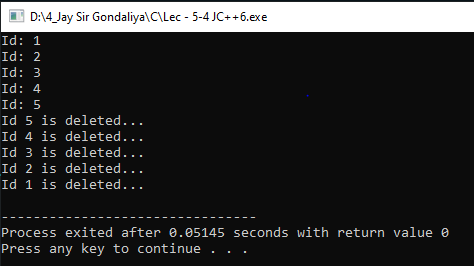 D:\4_Jay Sir Gondaliya\C\Lec - 5-4 JC++6.exe
Id: 1
Id: 2
Id: 3
Id: 4
Id: 5
Id 5 is deleted...
Id 4 is deleted...
Id 3 is deleted...
Id 2 is deleted...
Id 1 is deleted...
--------------------------------
Process exited after 0.05145 seconds with return value 0
Press any key to continue . . .